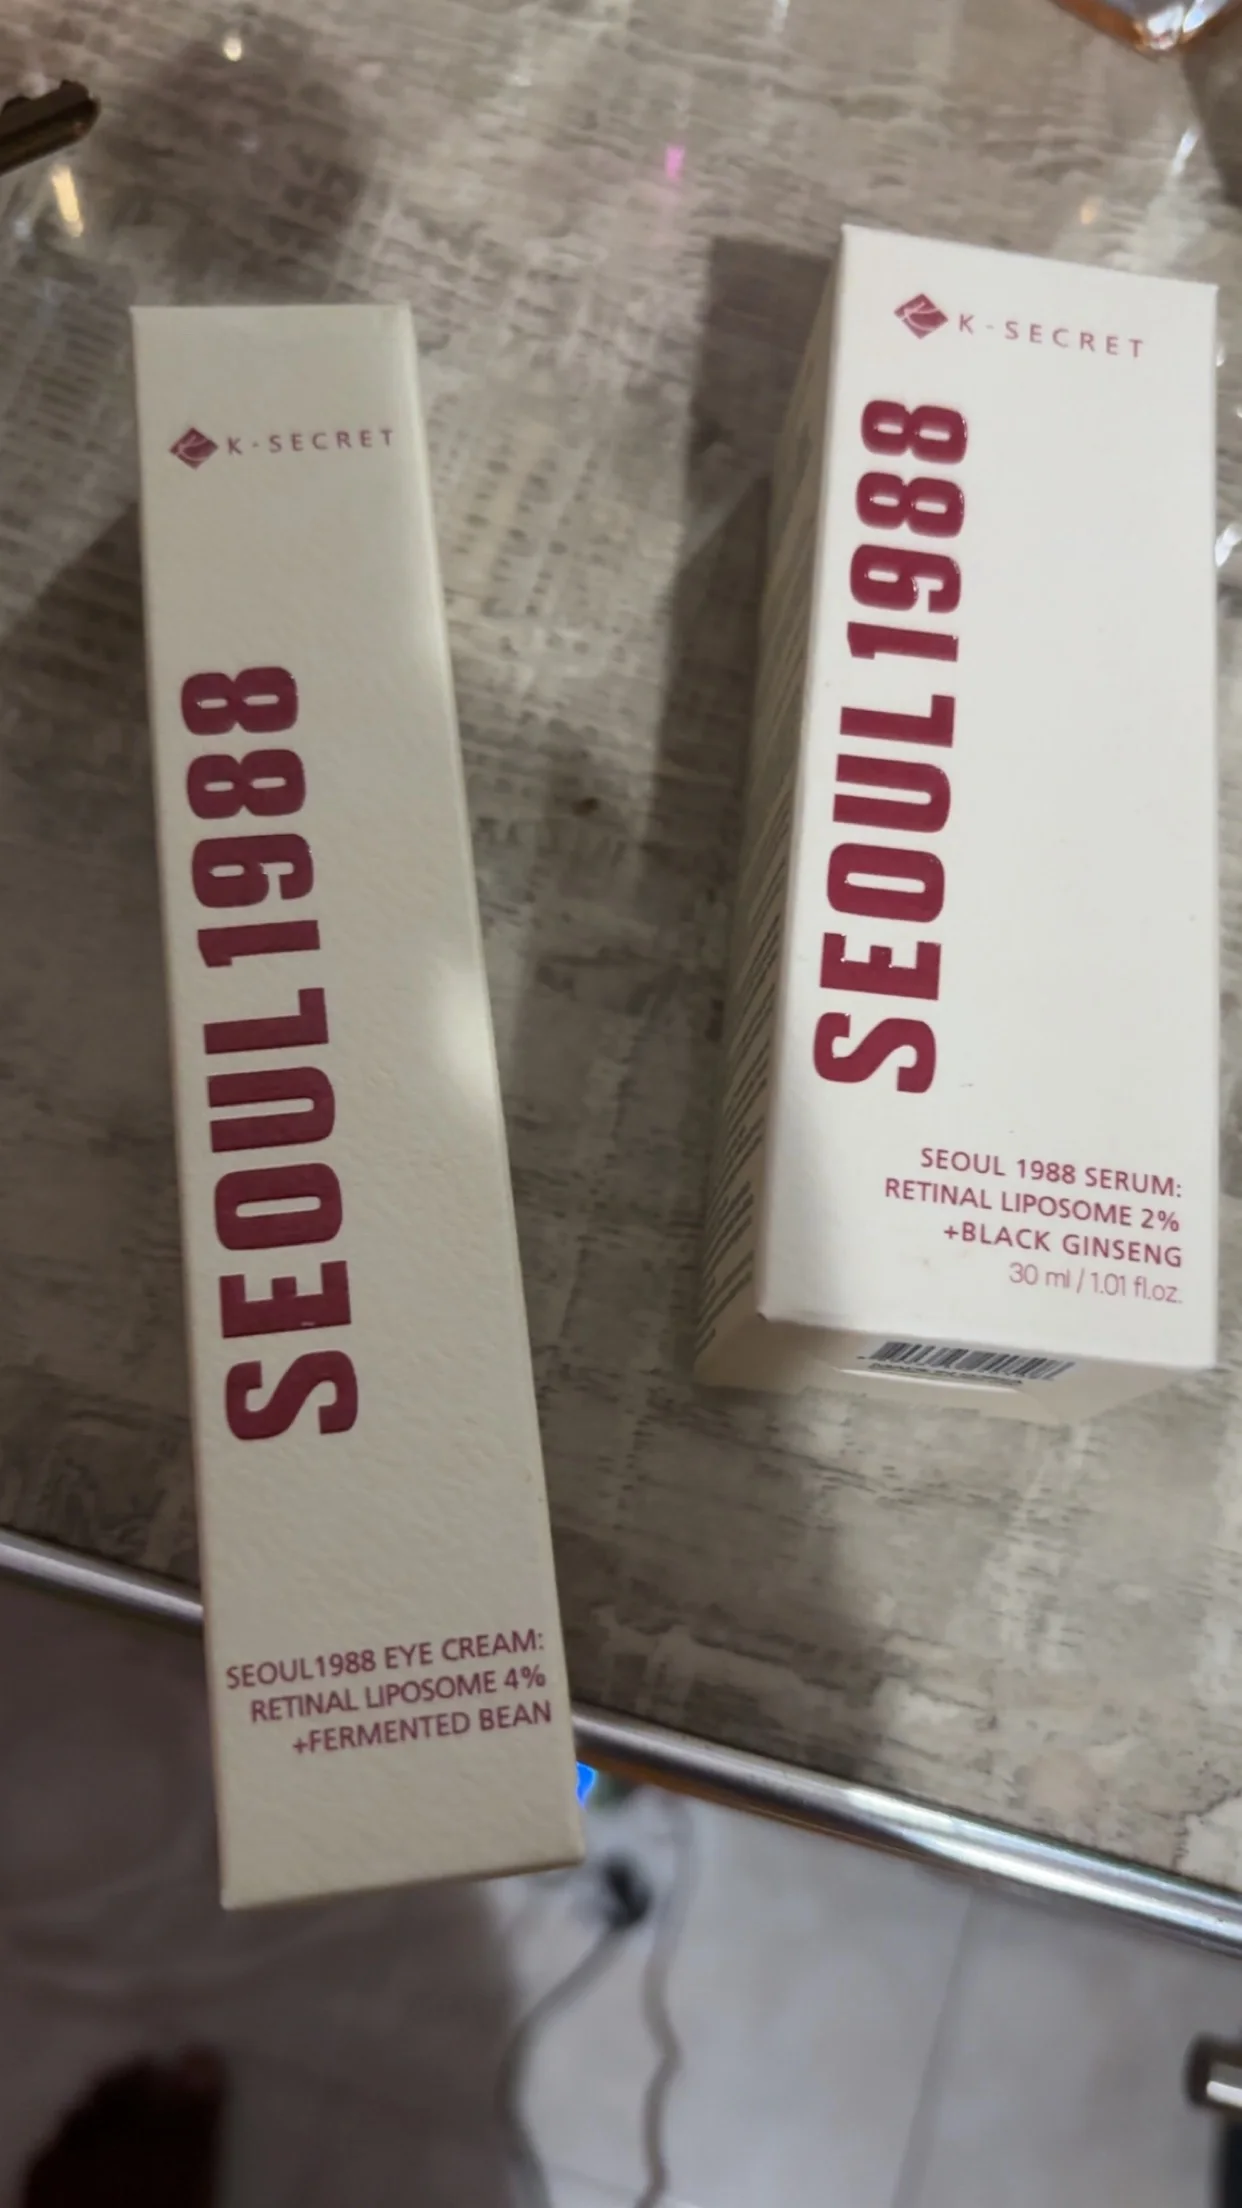 K-SECRET
SEOUL1988
SEOUL1988 EYE CREAM:
RETINAL LIPOSOME 4%
+FERMENTED BEAN
K-SECRET
SEOUL1988
SEOUL 1988 SERUM:
RETINAL LIPOSOME 2%
+BLACK GINSENG
30 ml / 1.01 fl.oz.